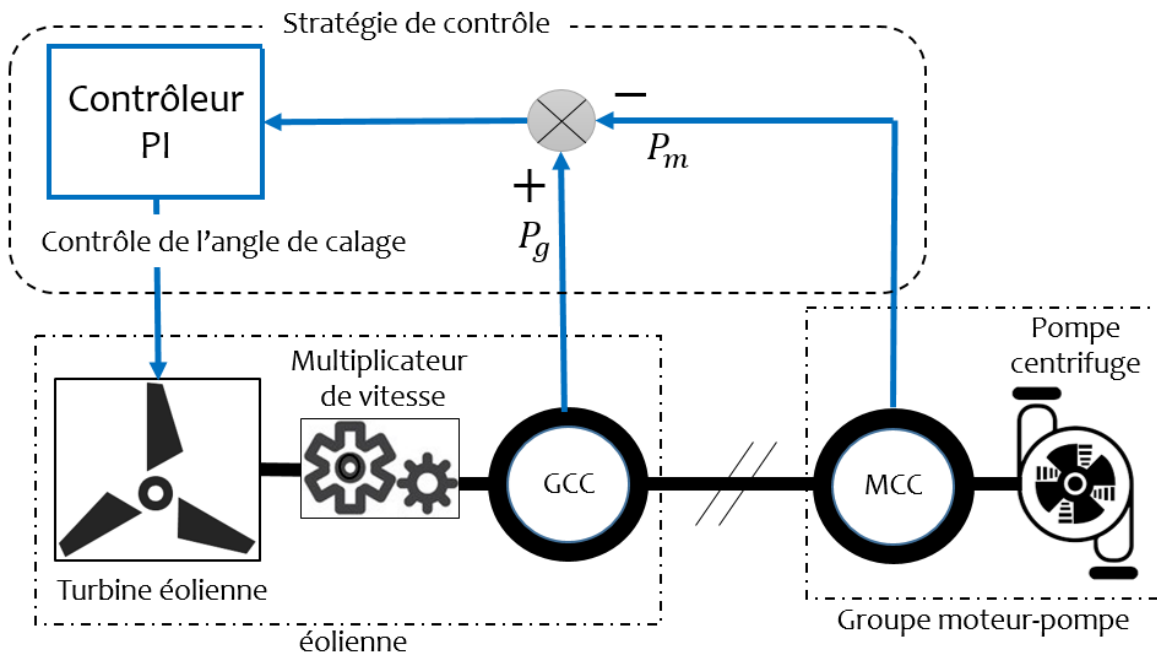 Stratégie de contrôle
Contrôleur
PI
−
P_m
+
P_g
Contrôle de l'angle de calage
Multiplicateur
de vitesse
Pompe
centrifuge
GCC
MCC
Turbine éolienne
éolienne
Groupe moteur-pompe